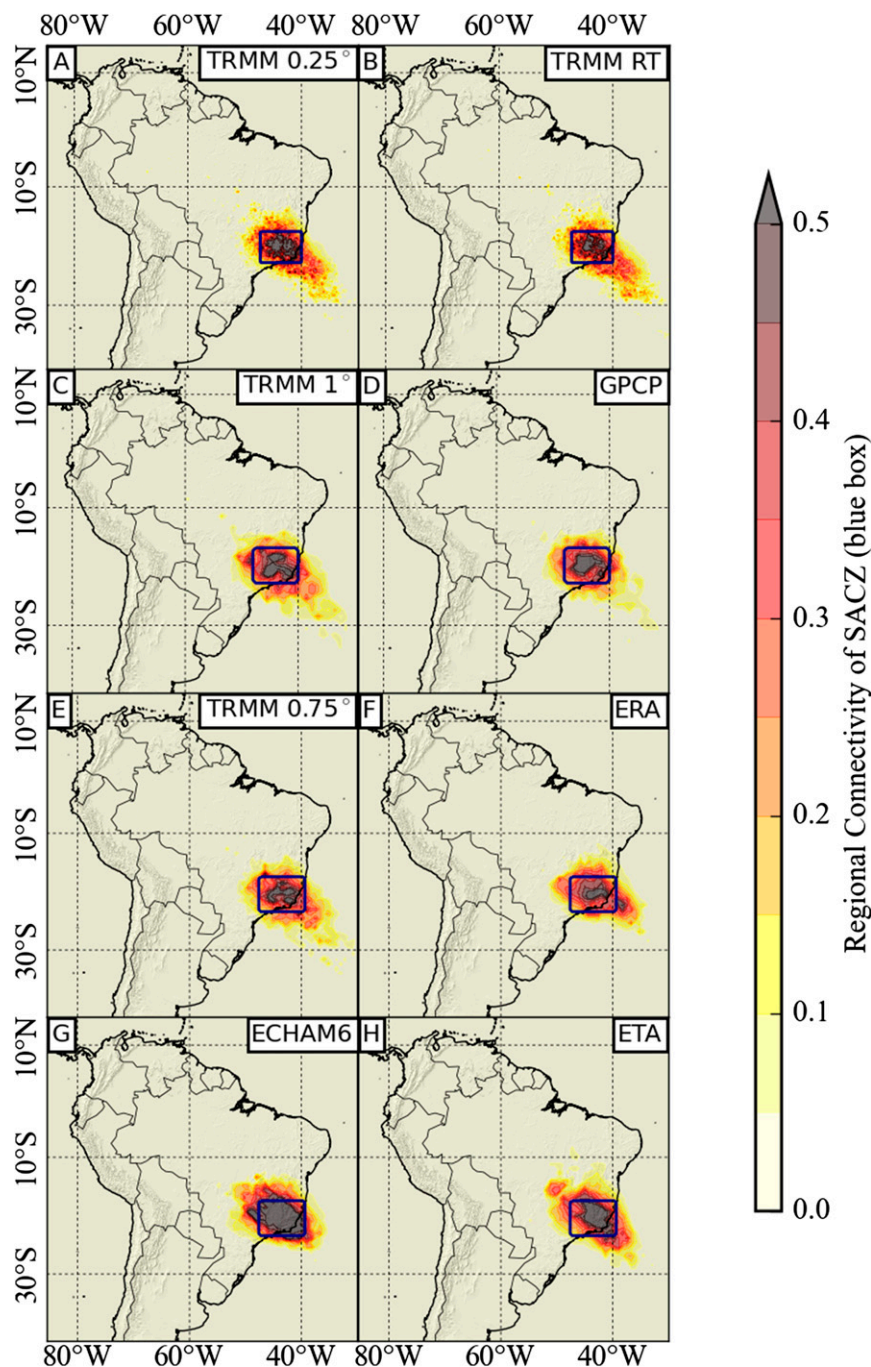 80°W 60°W 40°W 80°W 60°W 40°W
A TRMM 0.25° B TRMM RT
10°N
10°S
30°S
C TRMM 1° D GPCP
10°N
10°S
30°S
E TRMM 0.75° F ERA
10°N
10°S
30°S
G ECHAM6 H ETA
10°N
10°S
30°S
80°W 60°W 40°W 80°W 60°W 40°W
0.5
0.4
0.3
0.2
0.1
0.0
Regional Connectivity of SACZ (blue box)